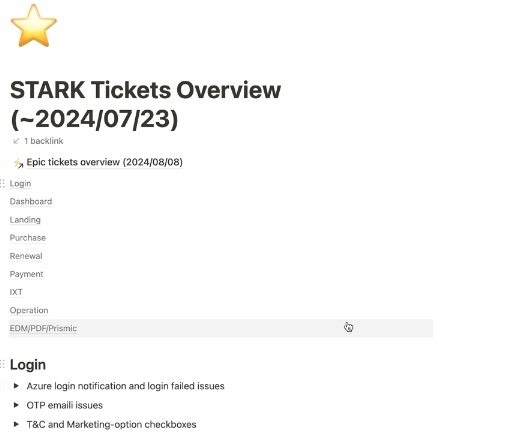 STARK Tickets Overview
(~2024/07/23)
1 backlink
Epic tickets overview (2024/08/08)
Login
Dashboard
Landing
Purchase
Renewal
Payment
IXT
Operation
EDM/PDF/Prismic
Login
Azure login notification and login failed issues
OTP emaili issues
T&C and Marketing-option checkboxes